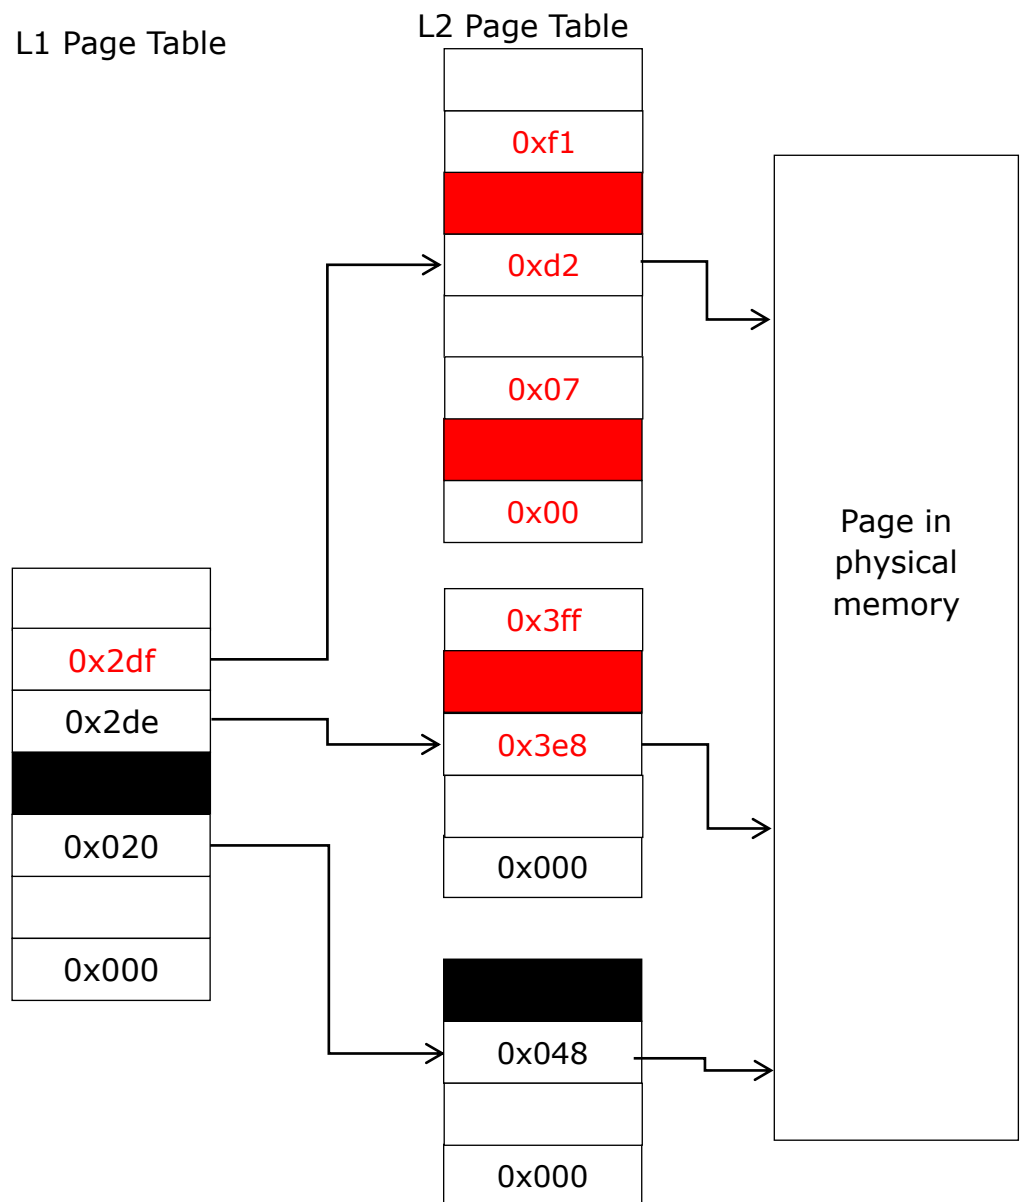 L1 Page Table
L2 Page Table
0xf1
0xd2
0x07
0x00
0x3ff
0x3e8
0x000
0x048
0x000
0x2df
0x2de
0x020
0x000
Page in
physical
memory